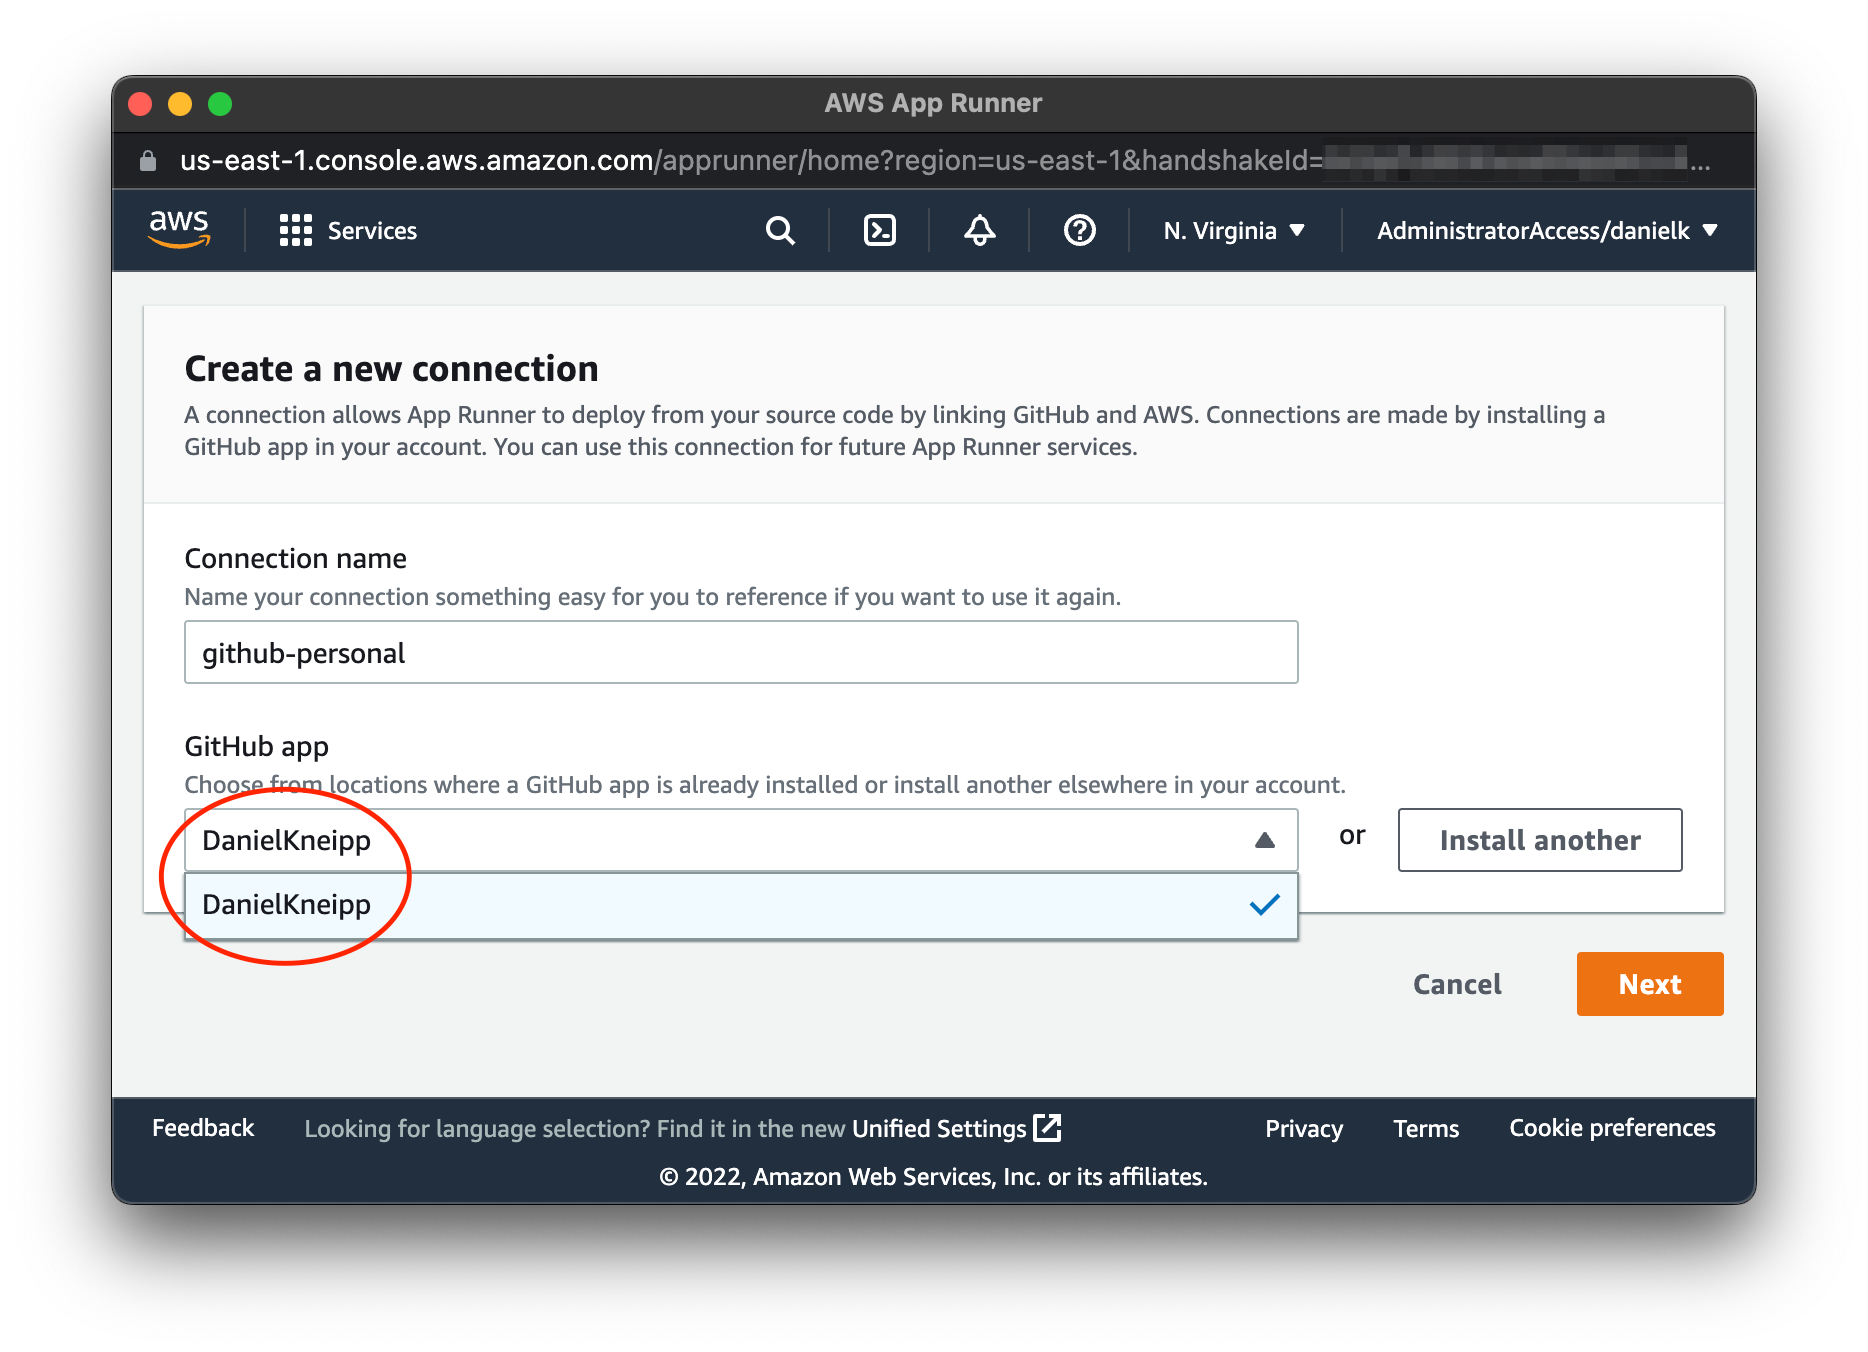 AWS App Runner
us-east-1.console.aws.amazon.com/apprunner/home?region=us-east-1&handshakeId=
...
aws
Services
N. Virginia
AdministratorAccess/danielk
Create a new connection
A connection allows App Runner to deploy from your source code by linking GitHub and AWS. Connections are made by installing a
GitHub app in your account. You can use this connection for future App Runner services.
Connection name
Name your connection something easy for you to reference if you want to use it again.
github-personal
GitHub app
Choose from locations where a GitHub app is already installed or install another elsewhere in your account.
DanielKneipp
or
Install another
DanielKneipp
Cancel
Next
Feedback
Looking for language selection? Find it in the new Unified Settings
Privacy
Terms
Cookie preferences
© 2022, Amazon Web Services, Inc. or its affiliates.